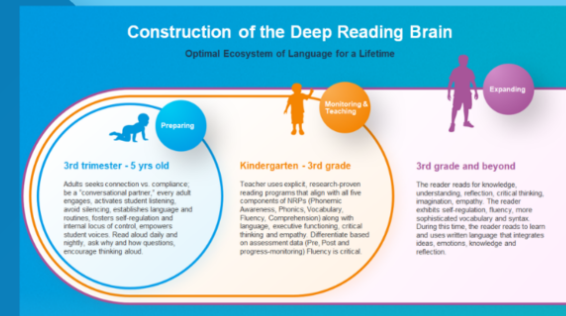 Construction of the Deep Reading Brain
Optimal Ecosystem of Language for a Lifetime
Preparing
3rd trimester - 5 yrs old
Adults seeks connection vs. compliance;
be a "conversational partner," every adult
engages, activates student listening,
avoid silencing, establishes language and
routines, fosters self-regulation and
internal locus of control, empowers
student voices. Read aloud daily and
nightly, ask why and how questions,
encourage thinking aloud.
Monitoring &
Teaching
Kindergarten - 3rd grade
Teacher uses explicit, research-proven
reading programs that align with all five
components of NRPs (Phonemic
Awareness, Phonics, Vocabulary,
Fluency, Comprehension) along with
language, executive functioning, critical
thinking and empathy. Differentiate based
on assessment data (Pre, Post and
progress-monitoring) Fluency is critical.
Expanding
3rd grade and beyond
The reader reads for knowledge,
understanding, reflection, critical thinking,
imagination, empathy. The reader
exhibits self-regulation, fluency, more
sophisticated vocabulary and syntax.
During this time, the reader reads to learn
and uses written language that integrates
ideas, emotions, knowledge and
reflection.